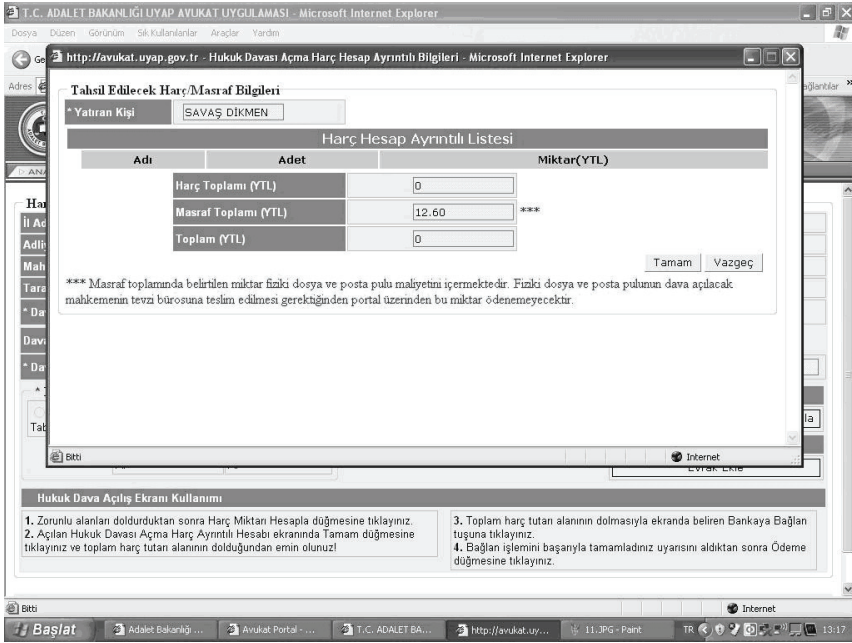 T.C. ADALET BAKANLIĞI UYAP AVUKAT UYGULAMASI - Microsoft Internet Explorer
Dosya Düzen Görünüm Sık Kullanılanlar Araçlar Yardım
http://avukat.uyap.gov.tr - Hukuk Davası Açma Harç Hesap Ayrıntılı Bilgileri - Microsoft Internet Explorer
Adres
Tahsil Edilecek Harç/Masraf Bilgileri
* Yatıran Kişi SAVAŞ DİKMEN
Harç Hesap Ayrıntılı Listesi
Adı Adet Miktar(YTL)
Harç Toplamı (YTL) 0
Masraf Toplamı (YTL) 12.60 ***
Toplam (YTL) 0
Tamam Vazgeç
*** Masraf toplamında belirtilen miktar fiziki dosya ve posta pulu maliyetini içermektedir. Fiziki dosya ve posta pulunun dava açılacak
mahkemenin tevzi bürosuna teslim edilmesi gerektiğinden portal üzerinden bu miktar ödenemeyecektir.
Bitti Internet
Evrak Ekle
Hukuk Dava Açılış Ekranı Kullanımı
1. Zorunlu alanları doldurduktan sonra Harç Miktarı Hesapla düğmesine tıklayınız.
2. Açılan Hukuk Davası Açma Harç Ayrıntılı Hesabı ekranında Tamam düğmesine
tıklayınız ve toplam harç tutarı alanının dolduğundan emin olunuz!
3. Toplam harç tutarı alanının dolmasıyla ekranda beliren Bankaya Bağlan
tuşuna tıklayınız.
4. Bağlan işlemini başarıyla tamamladınız uyarısını aldıktan sonra Ödeme
düğmesine tıklayınız.
Bitti Internet
Başlat Adalet Bakanlığı ... Avukat Portal - ... T.C. ADALET BA... http://avukat.uy... 11.JPG - Paint TR 13:17